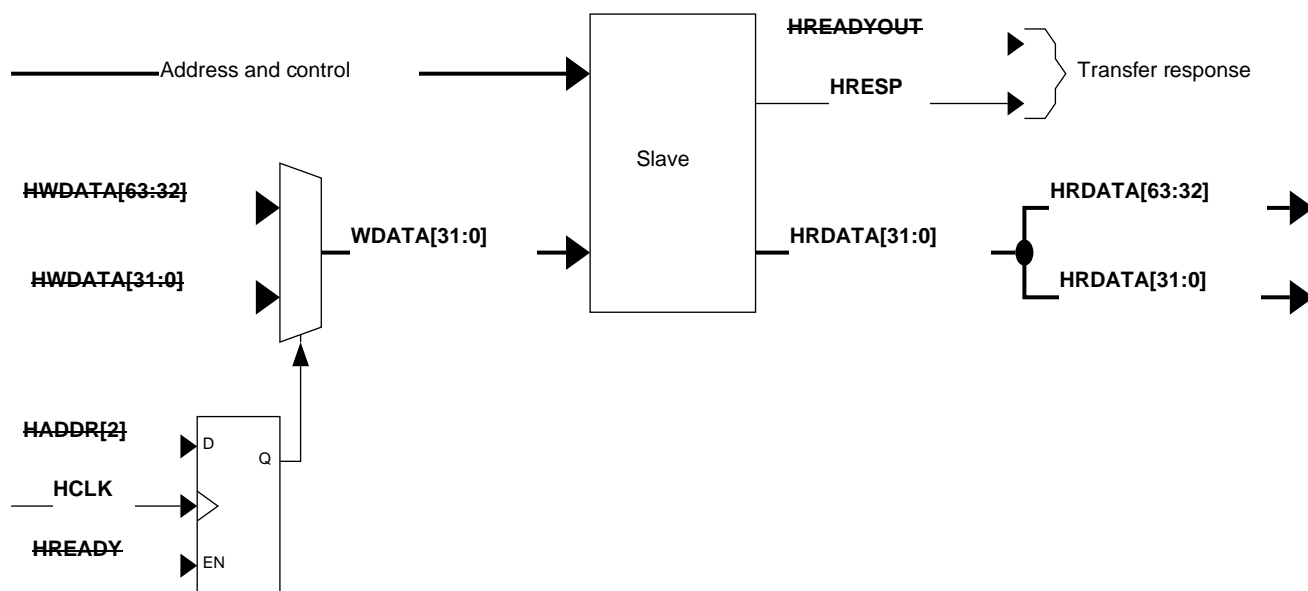 HREADYOUT
Address and control
Transfer response
HRESP
Slave
HWDATA[63:32]
HRDATA[63:32]
WDATA[31:0]
HRDATA[31:0]
HWDATA[31:0]
HRDATA[31:0]
HADDR[2]
D
Q
HCLK
HREADY
EN